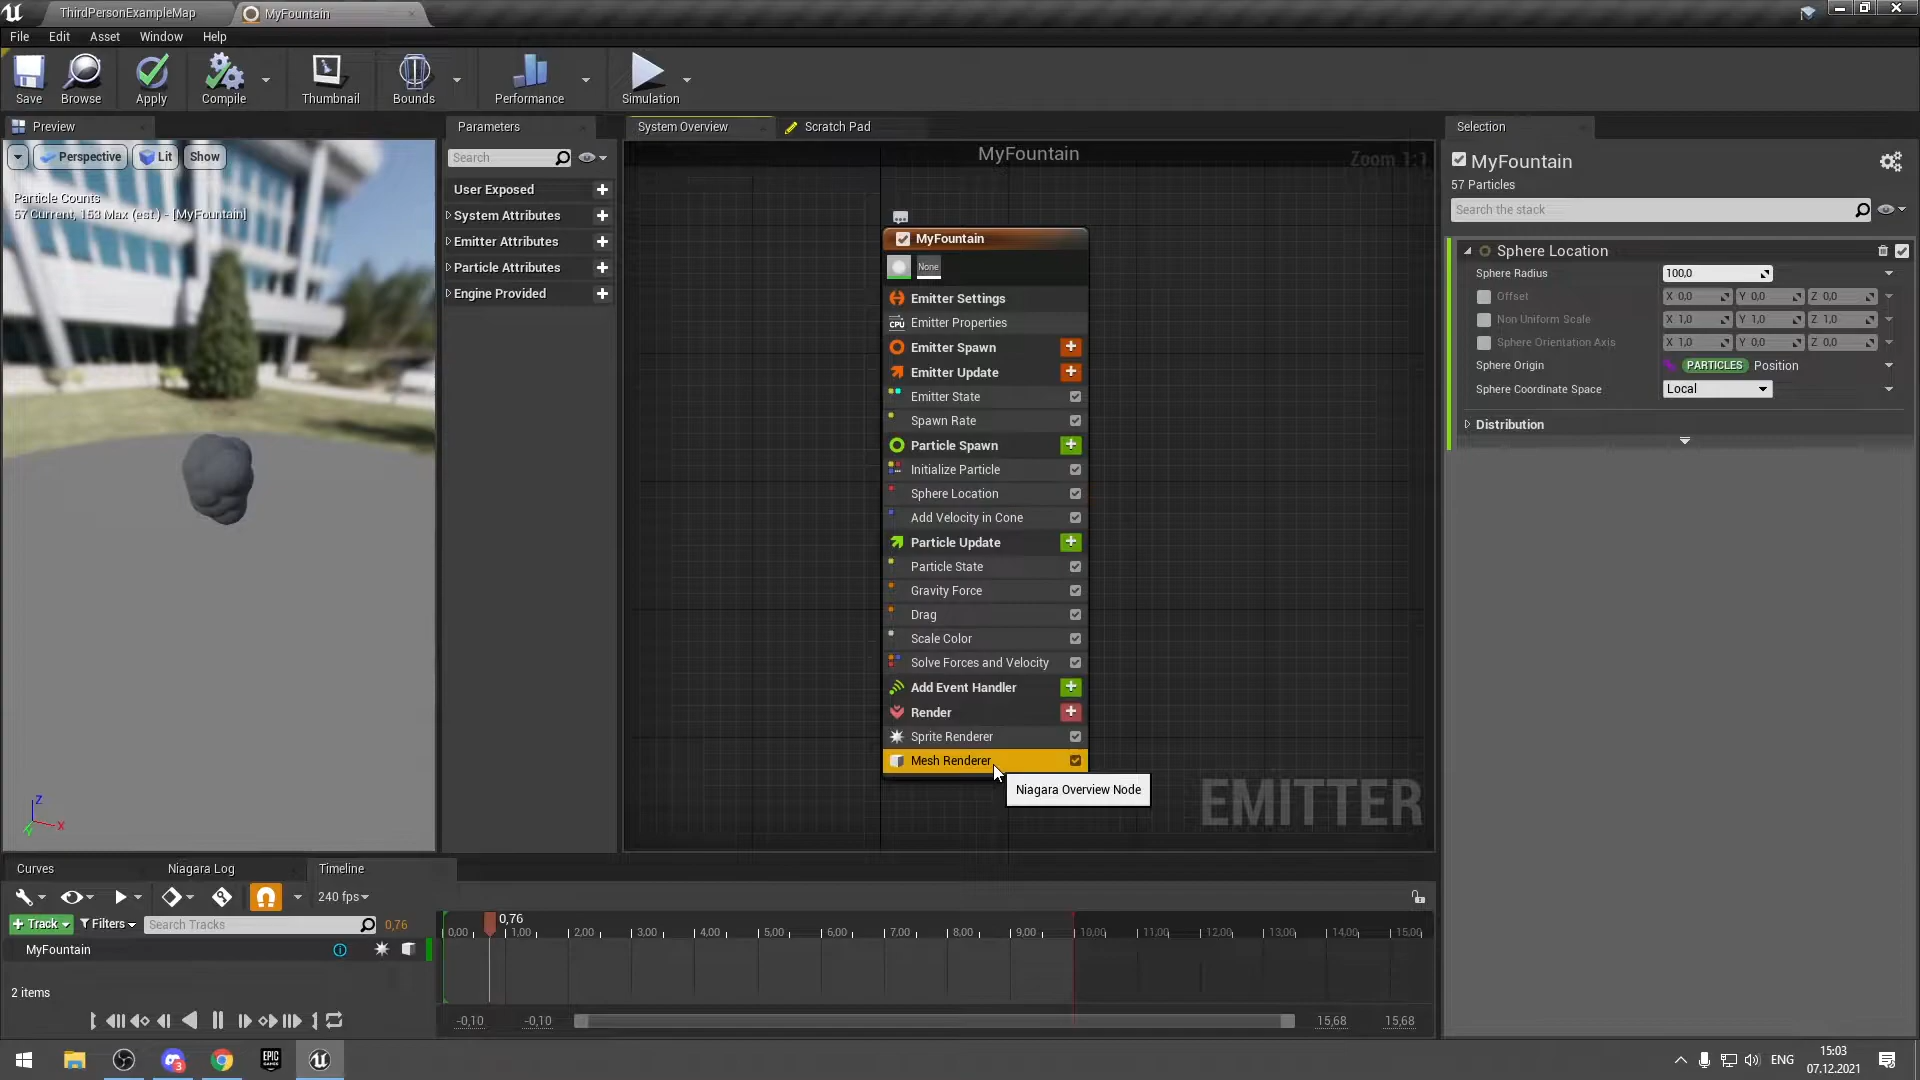 ThirdPersonExampleMap
MyFountain
File
Edit
Asset
Window
Help
Save
Browse
Apply
Compile
Thumbnail
Bounds
Performance
Simulation
Preview
Perspective
Lit
Show
Particle Counts
57 Current, 153 Max (est.) - [MyFountain]
Z
X
Y
Parameters
Search
User Exposed
System Attributes
Emitter Attributes
Particle Attributes
Engine Provided
System Overview
Scratch Pad
MyFountain
Zoom 1:1
MyFountain
None
Emitter Settings
CPU Emitter Properties
Emitter Spawn
Emitter Update
Emitter State
Spawn Rate
Particle Spawn
Initialize Particle
Sphere Location
Add Velocity in Cone
Particle Update
Particle State
Gravity Force
Drag
Scale Color
Solve Forces and Velocity
Add Event Handler
Render
Sprite Renderer
Mesh Renderer
Niagara Overview Node
EMITTER
Selection
MyFountain
57 Particles
Search the stack
Sphere Location
Sphere Radius 100,0
Offset X 0,0 Y 0,0 Z 0,0
Non Uniform Scale X 1,0 Y 1,0 Z 1,0
Sphere Orientation Axis X 1,0 Y 0,0 Z 0,0
Sphere Origin PARTICLES Position
Sphere Coordinate Space Local
Distribution
Curves
Niagara Log
Timeline
240 fps
+ Track
Filters
Search Tracks
0,76
MyFountain
2 items
0,76
0,00 1,00 2,00 3,00 4,00 5,00 6,00 7,00 8,00 9,00 10,00 11,00 12,00 13,00 14,00 15,00
-0,10 -0,10 15,68 15,68
EPIC GAMES
3
ENG
15:03
07.12.2021